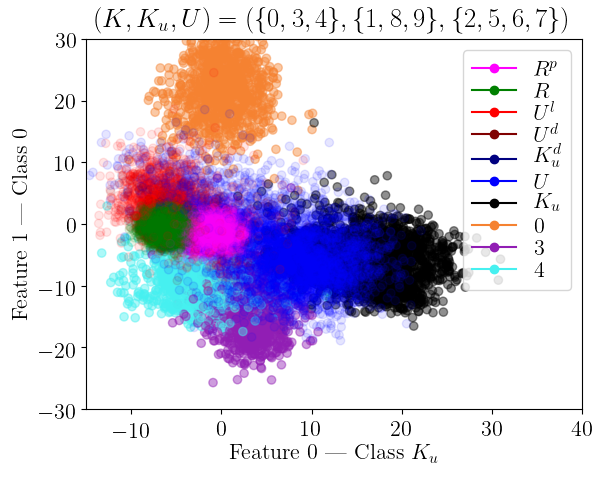 (K, K_u, U) = ({0, 3, 4}, {1, 8, 9}, {2, 5, 6, 7})
30
20
10
0
−10
−20
−30
Feature 1 — Class 0
R^p
R
U^l
U^d
K_u^d
U
K_u
0
3
4
−10
0
10
20
30
40
Feature 0 — Class K_u